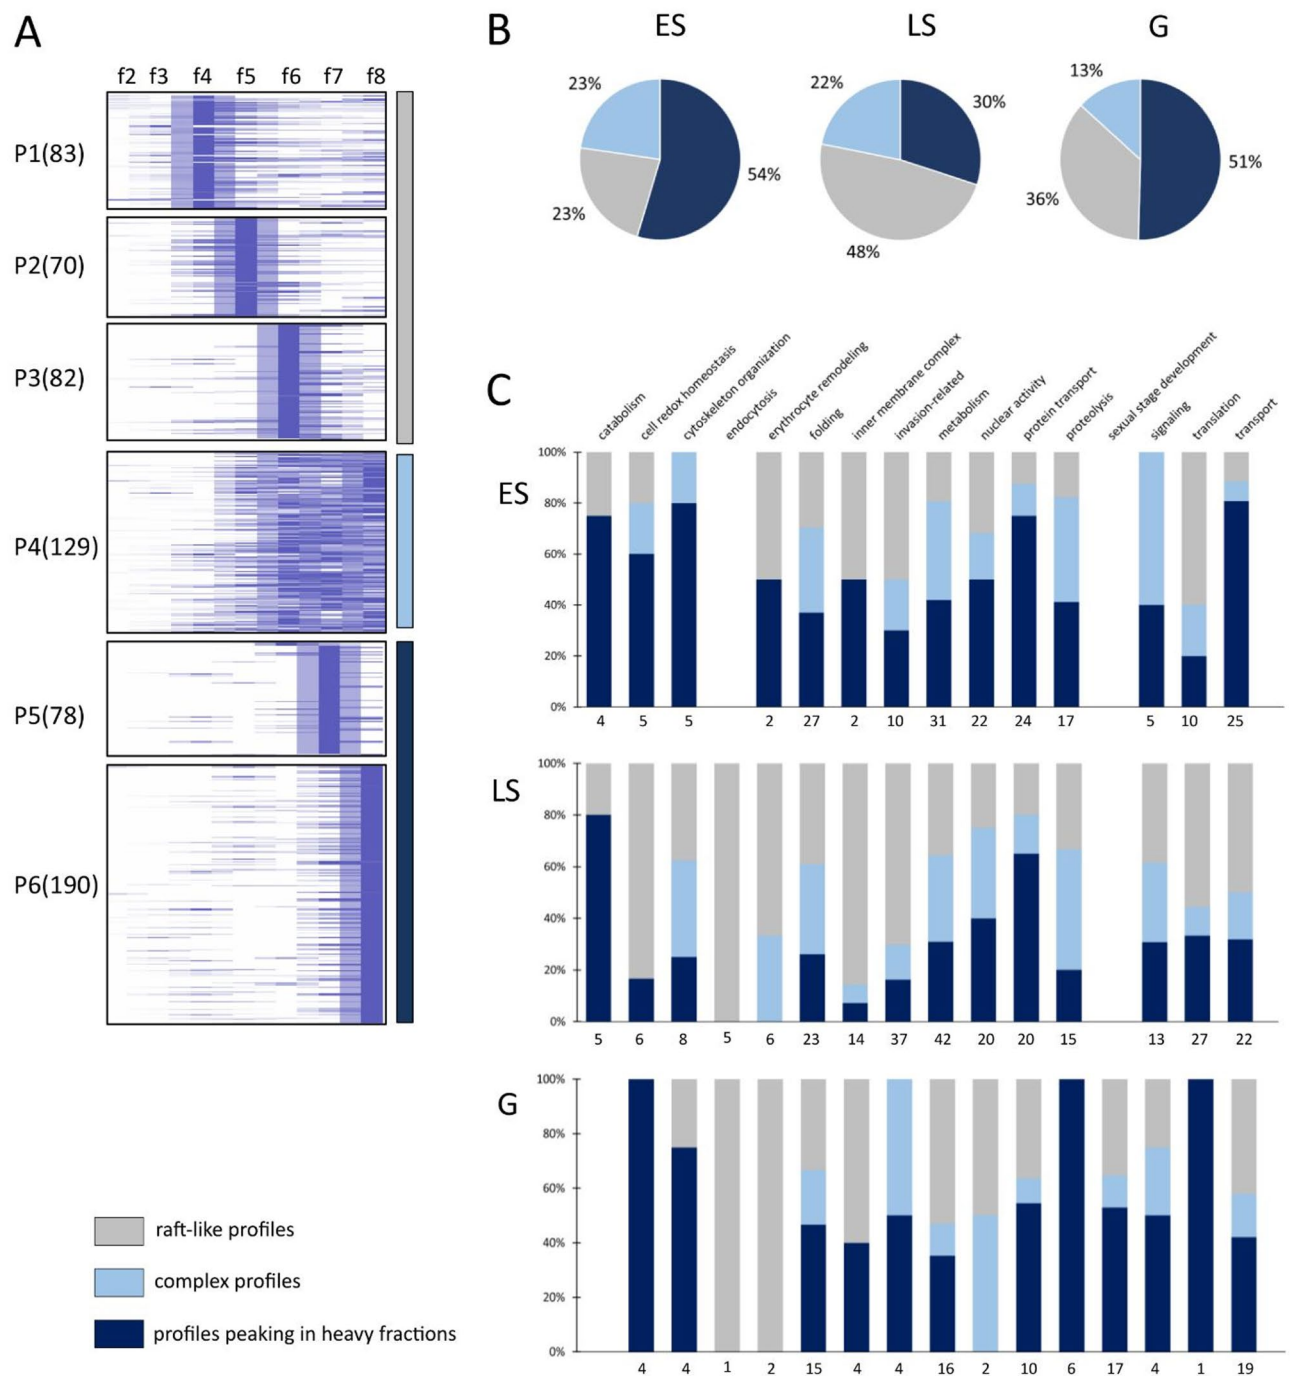 A
f2 f3 f4 f5 f6 f7 f8
P1(83)
P2(70)
P3(82)
P4(129)
P5(78)
P6(190)
raft-like profiles
complex profiles
profiles peaking in heavy fractions
B
ES LS G
23%
54%
23%
22%
30%
48%
13%
51%
36%
C
catabolism
cell redox homeostasis
cytoskeleton organization
endocytosis
erythrocyte remodeling
folding
inner membrane complex
invasion-related
metabolism
nuclear activity
protein transport
proteolysis
sexual stage development
signaling
translation
transport
ES
100%
80%
60%
40%
20%
0%
4 5 5 2 27 2 10 31 22 24 17 5 10 25
LS
100%
80%
60%
40%
20%
0%
5 6 8 5 6 23 14 37 42 20 20 15 13 27 22
G
100%
80%
60%
40%
20%
0%
4 4 1 2 15 4 4 16 2 10 6 17 4 1 19